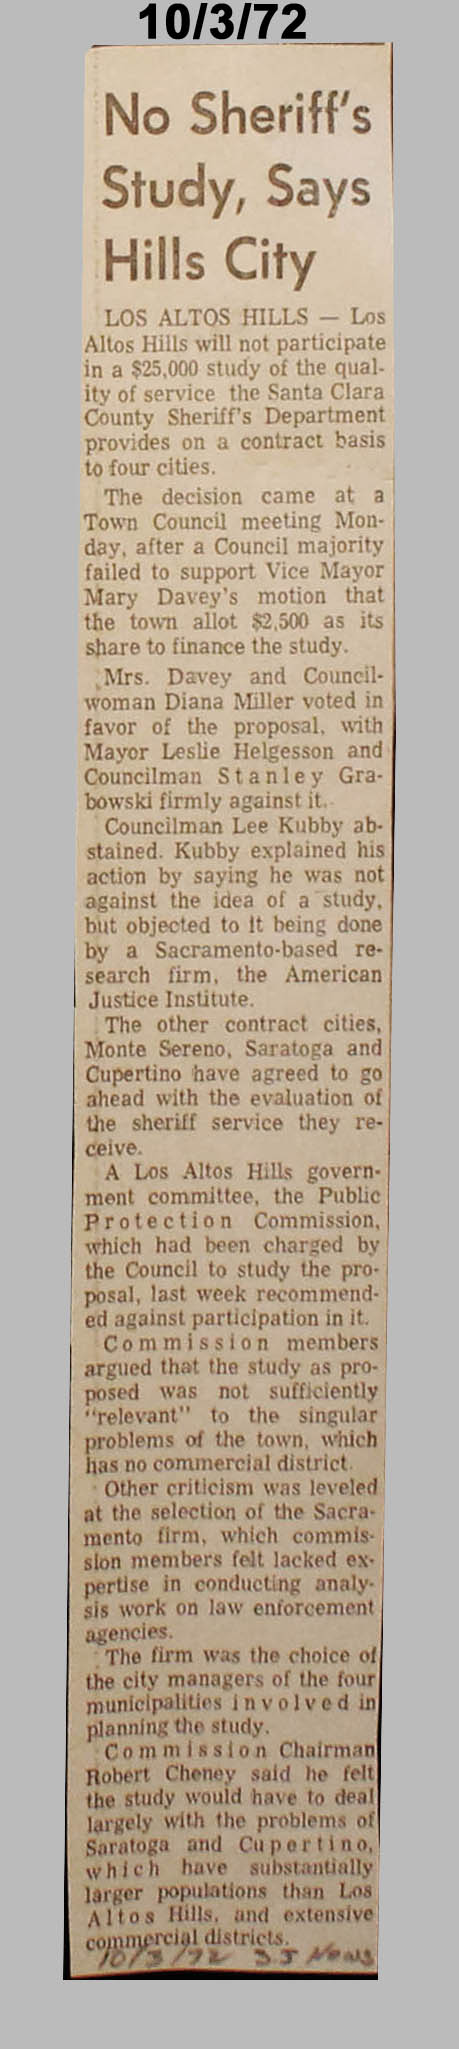 10/3/72
No Sheriff's
Study, Says
Hills City
LOS ALTOS HILLS — Los
Altos Hills will not participate
in a $25,000 study of the qual-
ity of service the Santa Clara
County Sheriff's Department
provides on a contract basis
to four cities.
The decision came at a
Town Council meeting Mon-
day, after a Council majority
failed to support Vice Mayor
Mary Davey's motion that
the town allot $2,500 as its
share to finance the study.
Mrs. Davey and Council-
woman Diana Miller voted in
favor of the proposal, with
Mayor Leslie Helgesson and
Councilman Stanley Gra-
bowski firmly against it.
Councilman Lee Kubby ab-
stained. Kubby explained his
action by saying he was not
against the idea of a study,
but objected to it being done
by a Sacramento-based re-
search firm, the American
Justice Institute.
The other contract cities,
Monte Sereno, Saratoga and
Cupertino have agreed to go
ahead with the evaluation of
the sheriff service they re-
ceive.
A Los Altos Hills govern-
ment committee, the Public
Protection Commission,
which had been charged by
the Council to study the pro-
posal, last week recommend-
ed against participation in it.
Commission members
argued that the study as pro-
posed was not sufficiently
"relevant" to the singular
problems of the town, which
has no commercial district.
Other criticism was leveled
at the selection of the Sacra-
mento firm, which commis-
sion members felt lacked ex-
pertise in conducting analy-
sis work on law enforcement
agencies.
The firm was the choice of
the city managers of the four
municipalities involved in
planning the study.
Commission Chairman
Robert Cheney said he felt
the study would have to deal
largely with the problems of
Saratoga and Cupertino,
which have substantially
larger populations than Los
Altos Hills, and extensive
commercial districts.
10/3/72 SJ News